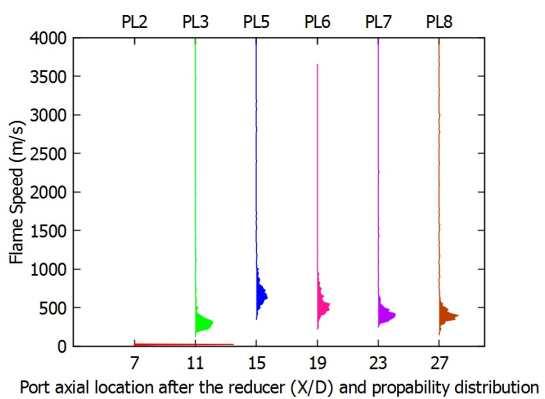 PL2 PL3 PL5 PL6 PL7 PL8
4000
3500
3000
2500
2000
1500
1000
500
0
Flame Speed (m/s)
7 11 15 19 23 27
Port axial location after the reducer (X/D) and propability distribution